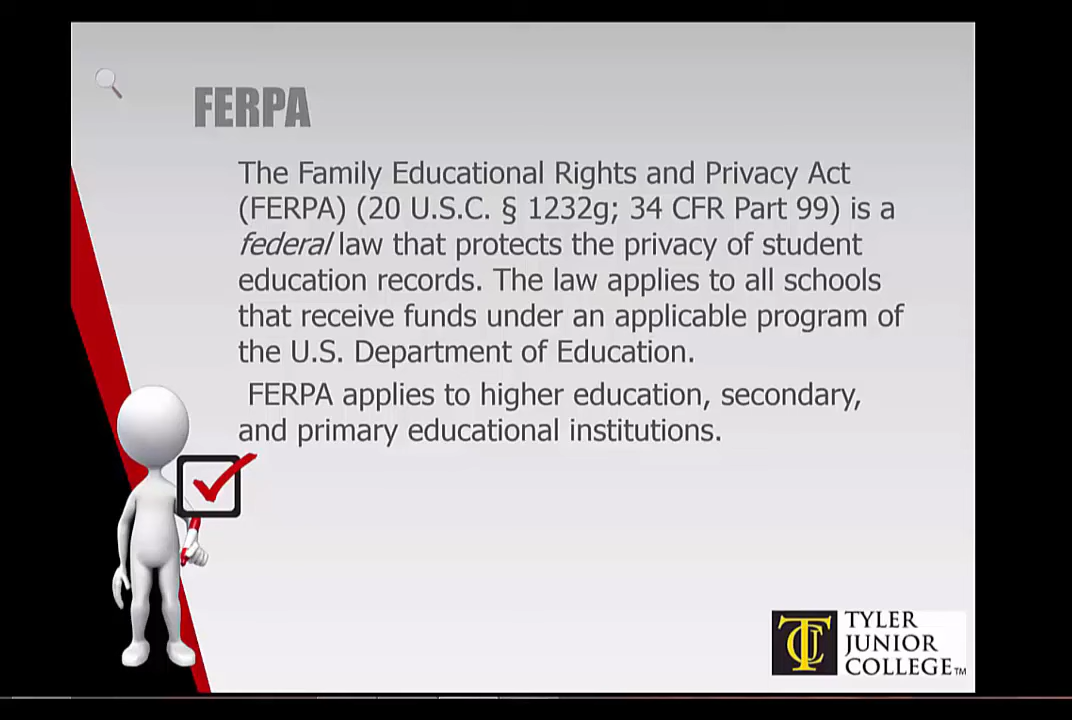 FERPA
The Family Educational Rights and Privacy Act
(FERPA) (20 U.S.C. § 1232g; 34 CFR Part 99) is a
federal law that protects the privacy of student
education records. The law applies to all schools
that receive funds under an applicable program of
the U.S. Department of Education.
FERPA applies to higher education, secondary,
and primary educational institutions.
TJC
TYLER
JUNIOR
COLLEGE™